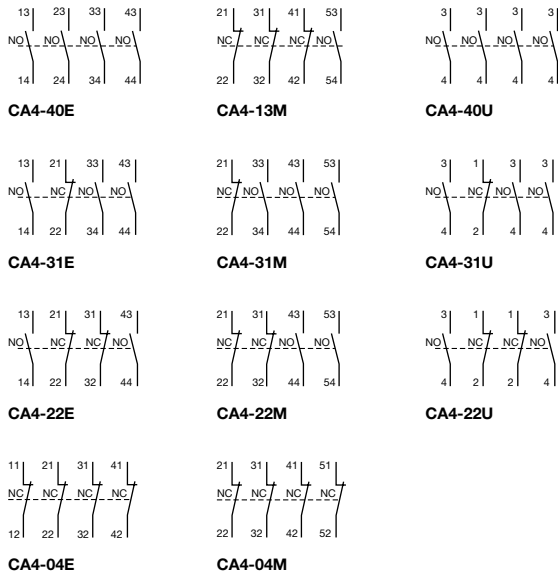 13 23 33 43
NO NO NO NO
14 24 34 44
CA4-40E
21 31 41 53
NC NC NC NO
22 32 42 54
CA4-13M
3 3 3 3
NO NO NO NO
4 4 4 4
CA4-40U
13 21 33 43
NO NC NO NO
14 22 34 44
CA4-31E
21 33 43 53
NC NO NO NO
22 34 44 54
CA4-31M
3 1 3 3
NO NC NO NO
4 2 4 4
CA4-31U
13 21 31 43
NO NC NC NO
14 22 32 44
CA4-22E
21 31 43 53
NC NC NO NO
22 32 44 54
CA4-22M
3 1 1 3
NO NC NC NO
4 2 2 4
CA4-22U
11 21 31 41
NC NC NC NC
12 22 32 42
CA4-04E
21 31 41 51
NC NC NC NC
22 32 42 52
CA4-04M